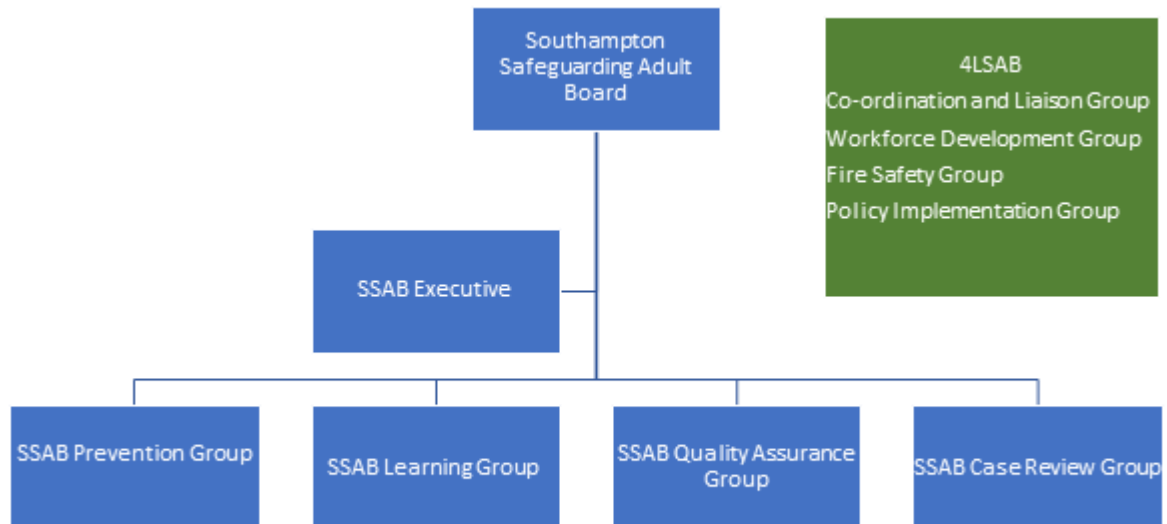 Southampton
Safeguarding Adult
Board
4LSAB
Co-ordination and Liaison Group
Workforce Development Group
Fire Safety Group
Policy Implementation Group
SSAB Executive
SSAB Prevention Group
SSAB Learning Group
SSAB Quality Assurance
Group
SSAB Case Review Group